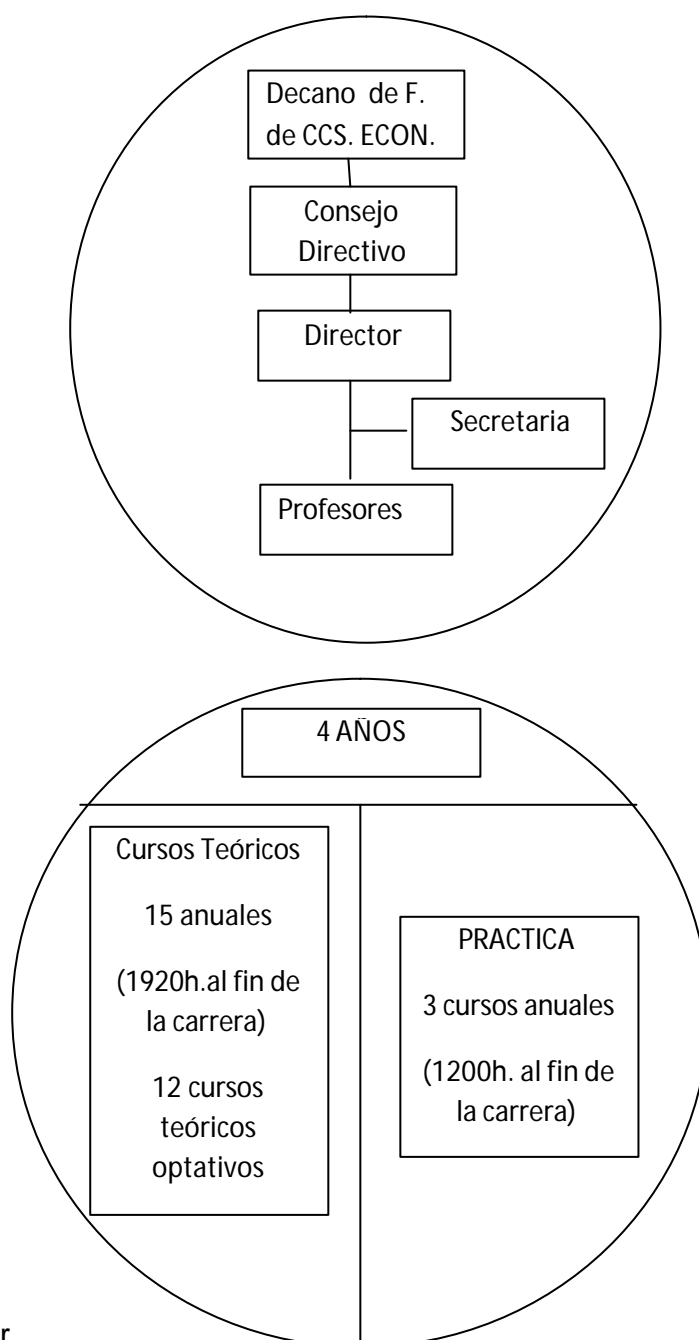 Decano de F.
de CCS. ECON.
Consejo
Directivo
Director
Secretaria
Profesores
4 AÑOS
Cursos Teóricos
15 anuales
(1920h.al fin de
la carrera)
12 cursos
teóricos
optativos
PRACTICA
3 cursos anuales
(1200h. al fin de
la carrera)
r